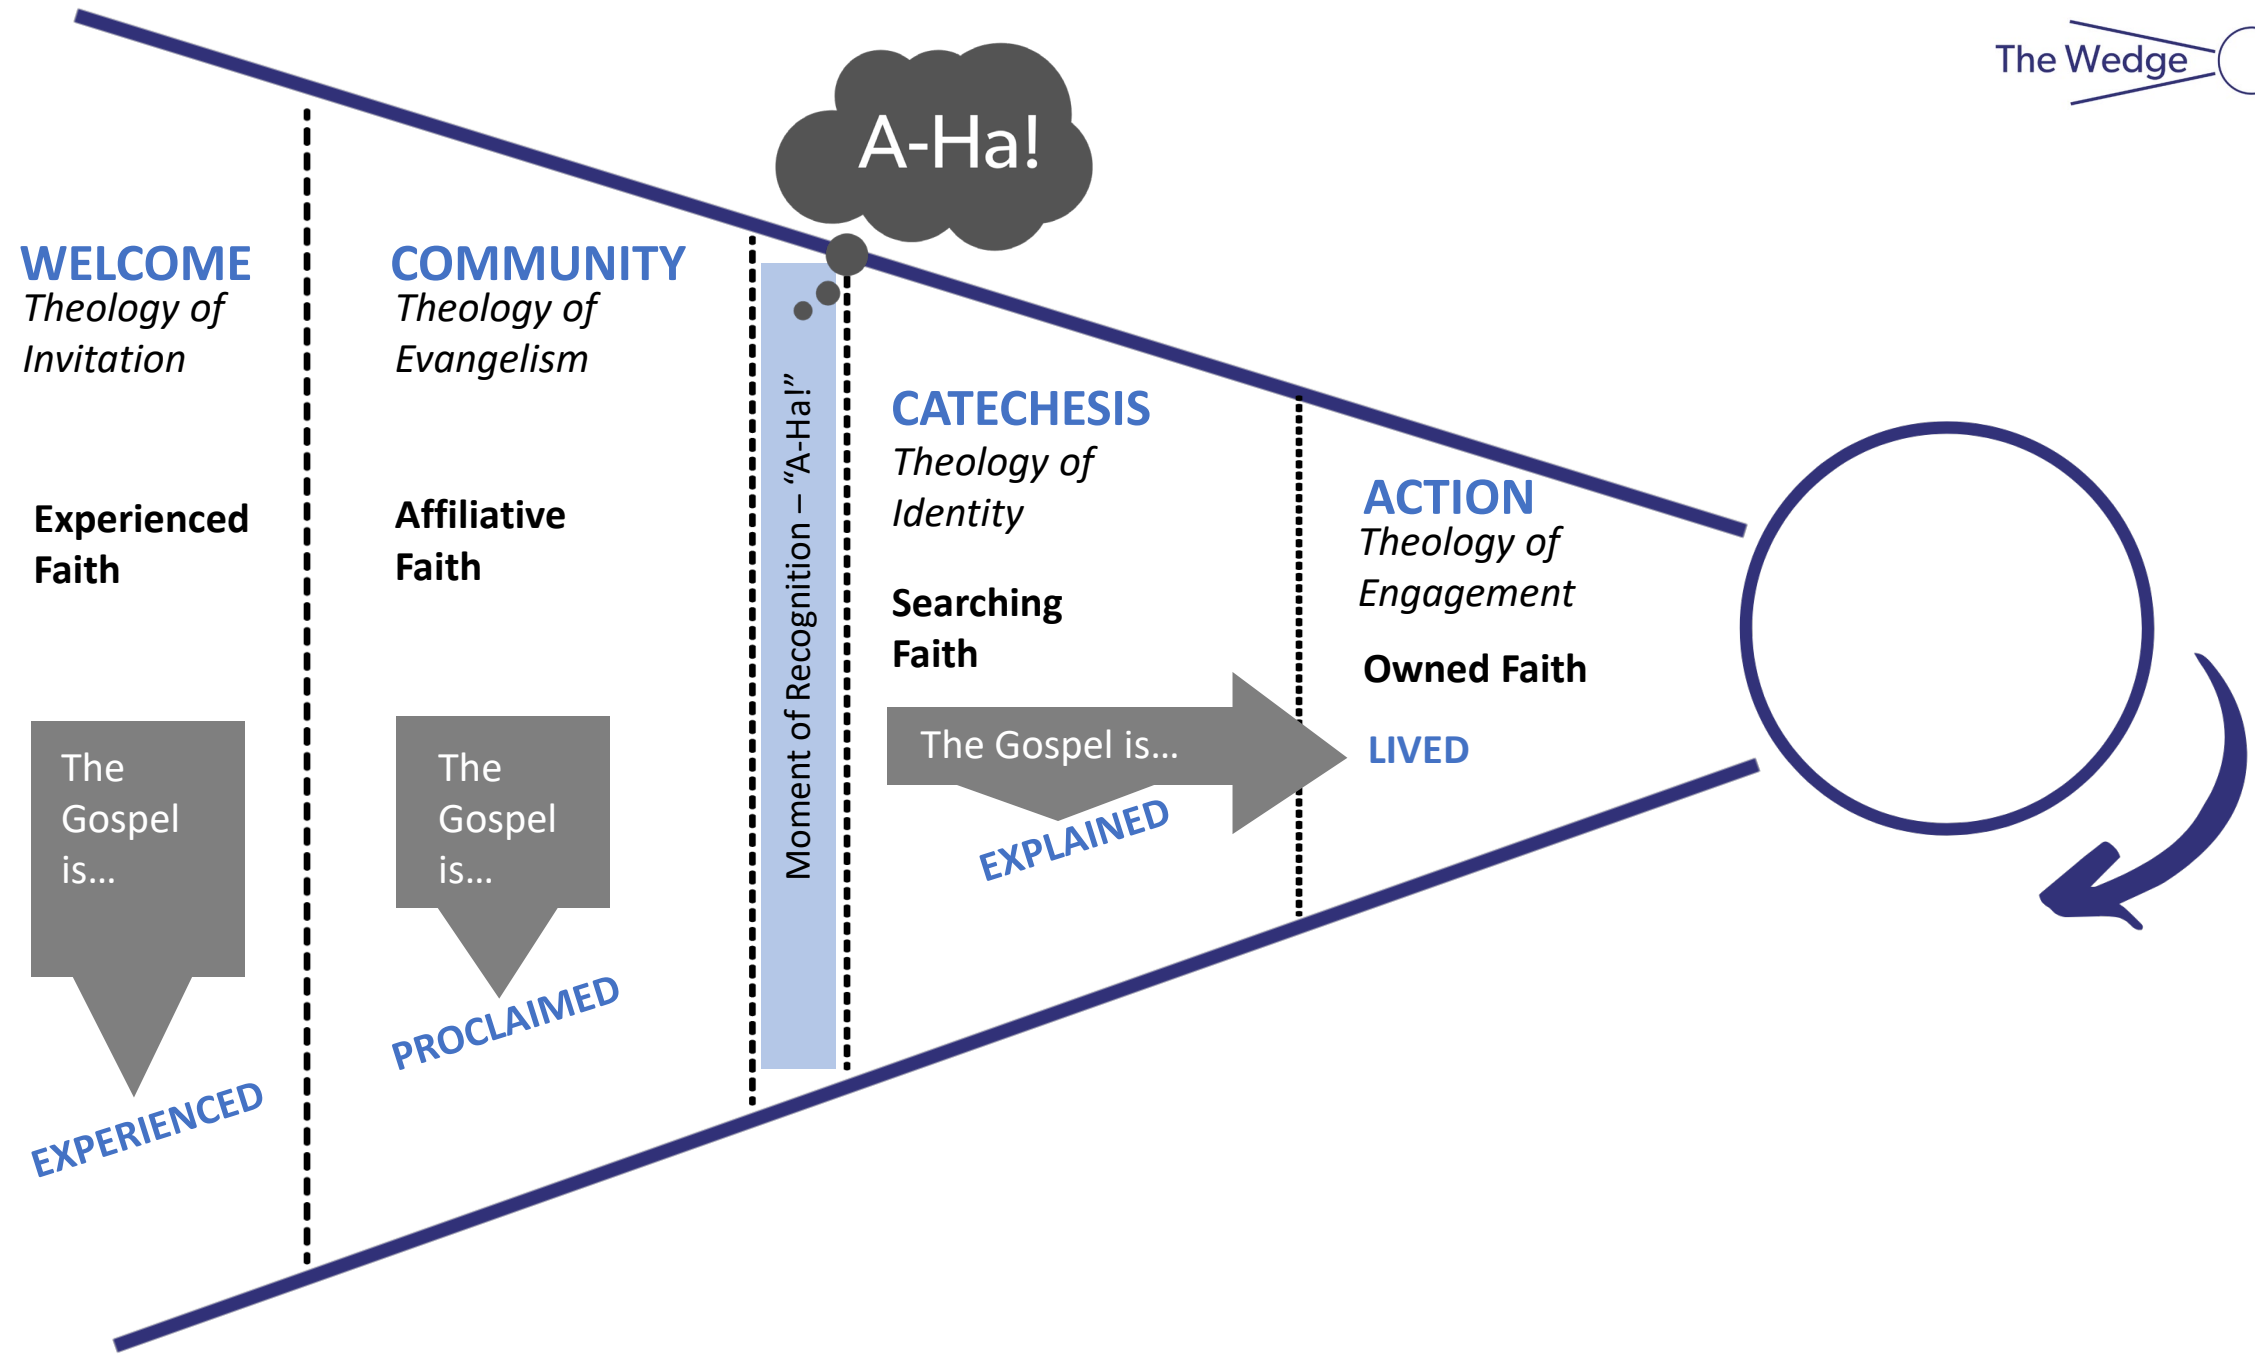 The Wedge
A-Ha!
WELCOME
Theology of
Invitation
Experienced
Faith
The
Gospel
is...
EXPERIENCED
COMMUNITY
Theology of
Evangelism
Affiliative
Faith
The
Gospel
is...
PROCLAIMED
Moment of Recognition – “A-Ha!”
CATECHESIS
Theology of
Identity
Searching
Faith
The Gospel is...
EXPLAINED
ACTION
Theology of
Engagement
Owned Faith
LIVED